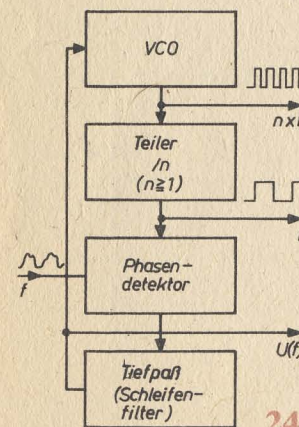 VCO
Teiler
/n
(n≧1)
Phasen-
detektor
f
U(f)
Tiefpaß
(Schleifen-
filter)
24